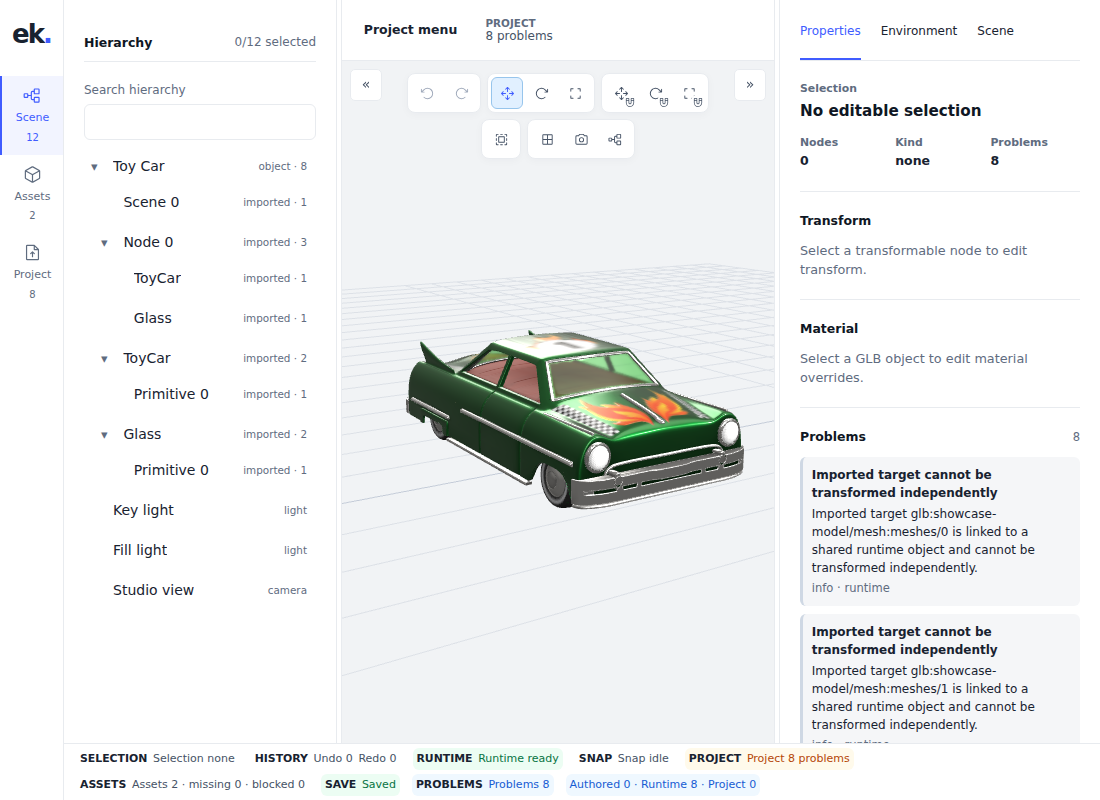 ek.
Scene
12
Assets
2
Project
8
Hierarchy 0/12 selected
Search hierarchy
Toy Car object · 8
Scene 0 imported · 1
Node 0 imported · 3
ToyCar imported · 1
Glass imported · 1
ToyCar imported · 2
Primitive 0 imported · 1
Glass imported · 2
Primitive 0 imported · 1
Key light light
Fill light light
Studio view camera
Project menu
PROJECT
8 problems
Properties Environment Scene
Selection
No editable selection
Nodes Kind Problems
0 none 8
Transform
Select a transformable node to edit
transform.
Material
Select a GLB object to edit material
overrides.
Problems 8
Imported target cannot be
transformed independently
Imported target glb:showcase-
model/mesh:meshes/0 is linked to a
shared runtime object and cannot be
transformed independently.
info · runtime
Imported target cannot be
transformed independently
Imported target glb:showcase-
model/mesh:meshes/1 is linked to a
shared runtime object and cannot be
transformed independently.
info · runtime
SELECTION Selection none HISTORY Undo 0 Redo 0 RUNTIME Runtime ready SNAP Snap idle PROJECT Project 8 problems
ASSETS Assets 2 · missing 0 · blocked 0 SAVE Saved PROBLEMS Problems 8 Authored 0 · Runtime 8 · Project 0